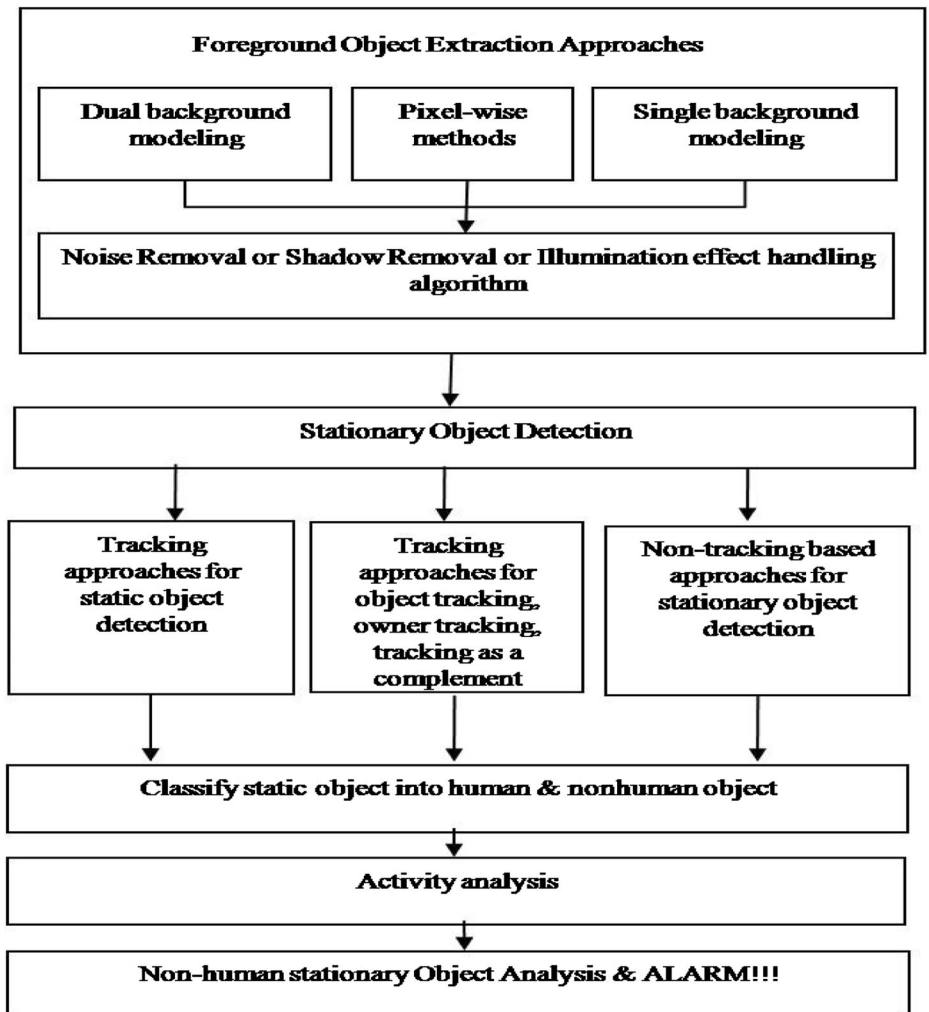 Foreground Object Extraction Approaches
Dual background
modeling
Pixel-wise
methods
Single background
modeling
Noise Removal or Shadow Removal or Illumination effect handling
algorithm
Stationary Object Detection
Tracking
approaches for
static object
detection
Tracking
approaches for
object tracking,
owner tracking,
tracking as a
complement
Non-tracking based
approaches for
stationary object
detection
Classify static object into human & nonhuman object
Activity analysis
Non-human stationary Object Analysis & ALARM!!!